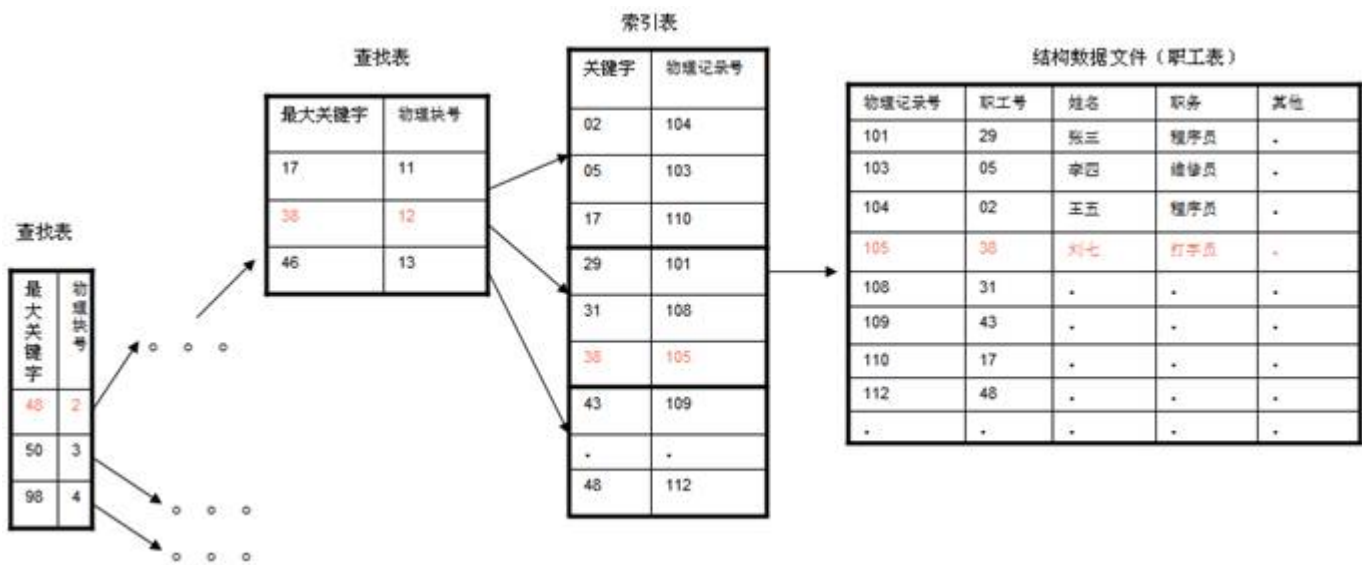 索引表
查找表
结构数据文件(职工表)
查找表
最大关键字 物理块号
48 2
50 3
98 4
最大关键字 物理块号
17 11
38 12
46 13
关键字 物理记录号
02 104
05 103
17 110
29 101
31 108
38 105
43 109
. .
48 112
物理记录号 职工号 姓名 职务 其他
101 29 张三 程序员 .
103 05 李四 维修员 .
104 02 王五 程序员 .
105 38 刘七 打字员 .
108 31 . . .
109 43 . . .
110 17 . . .
112 48 . . .
. . . . .